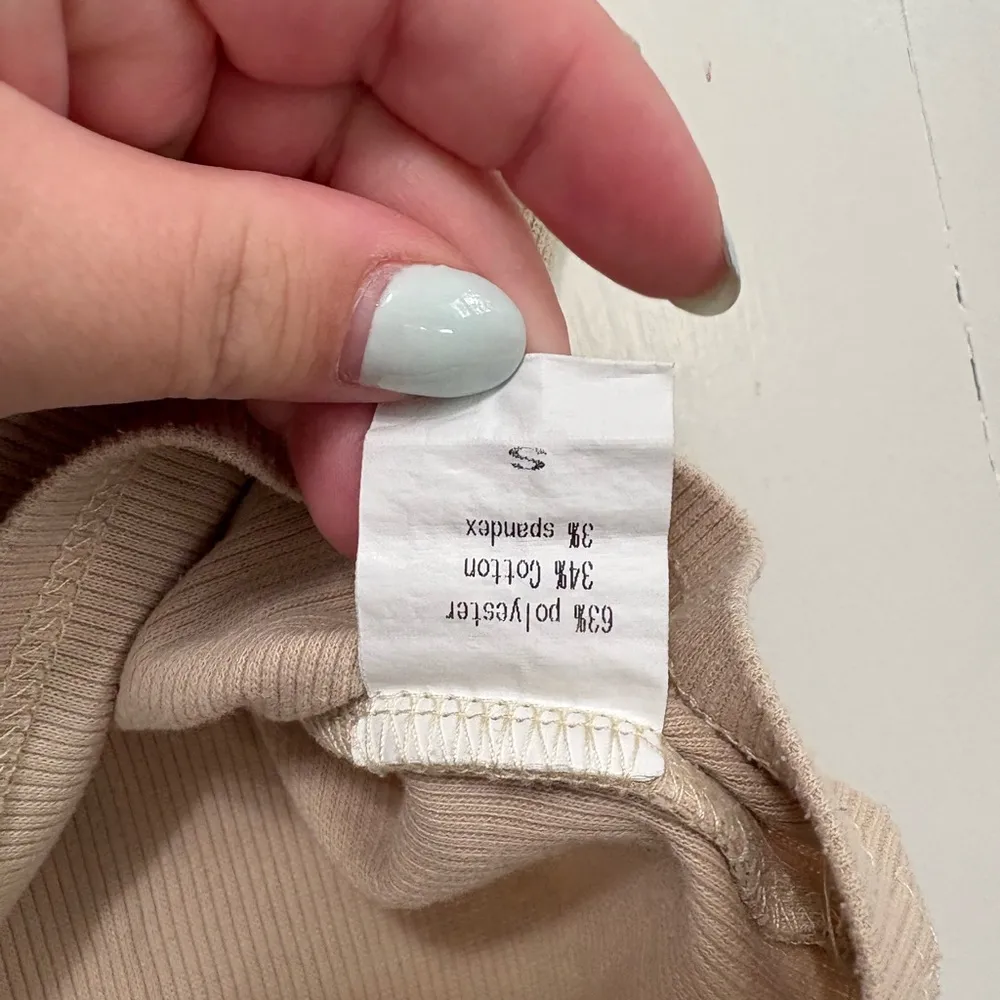 63% polyester
34% Cotton
3% spandex
S